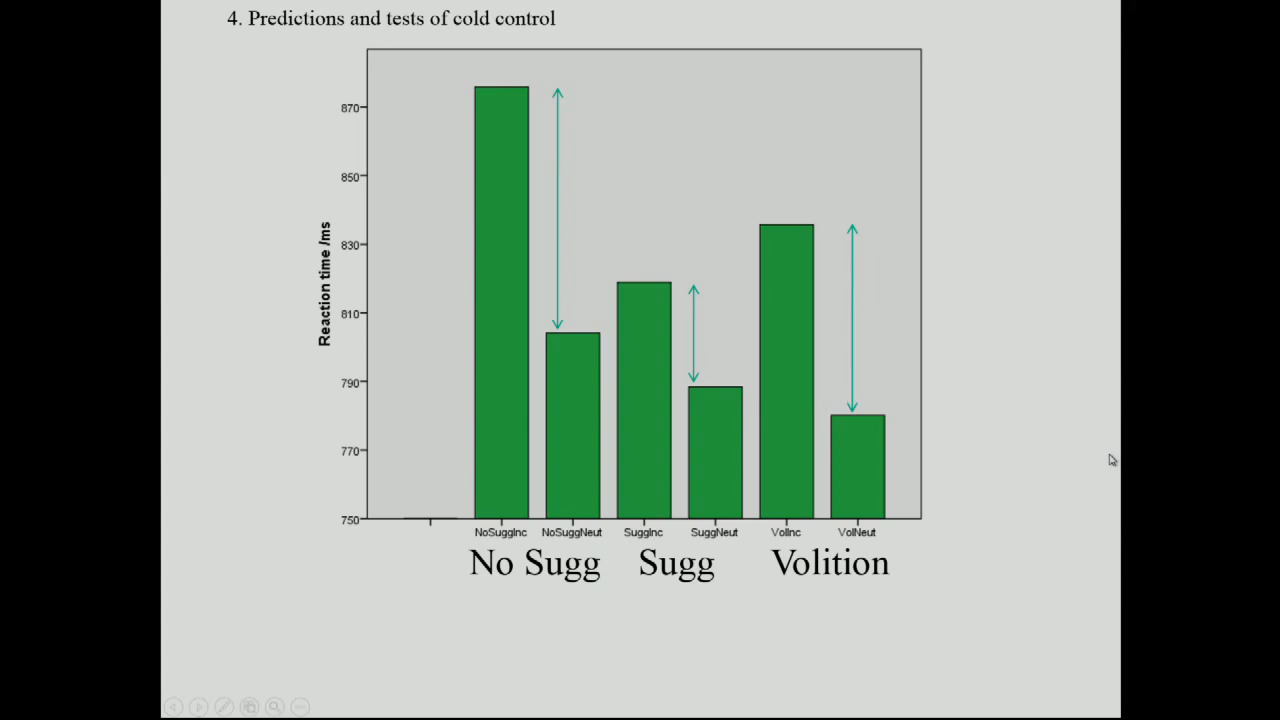 4. Predictions and tests of cold control
870
850
830
810
790
770
750
Reaction time /ms
NoSuggInc NoSuggNeut SuggInc SuggNeut VolInc VolNeut
No Sugg Sugg Volition